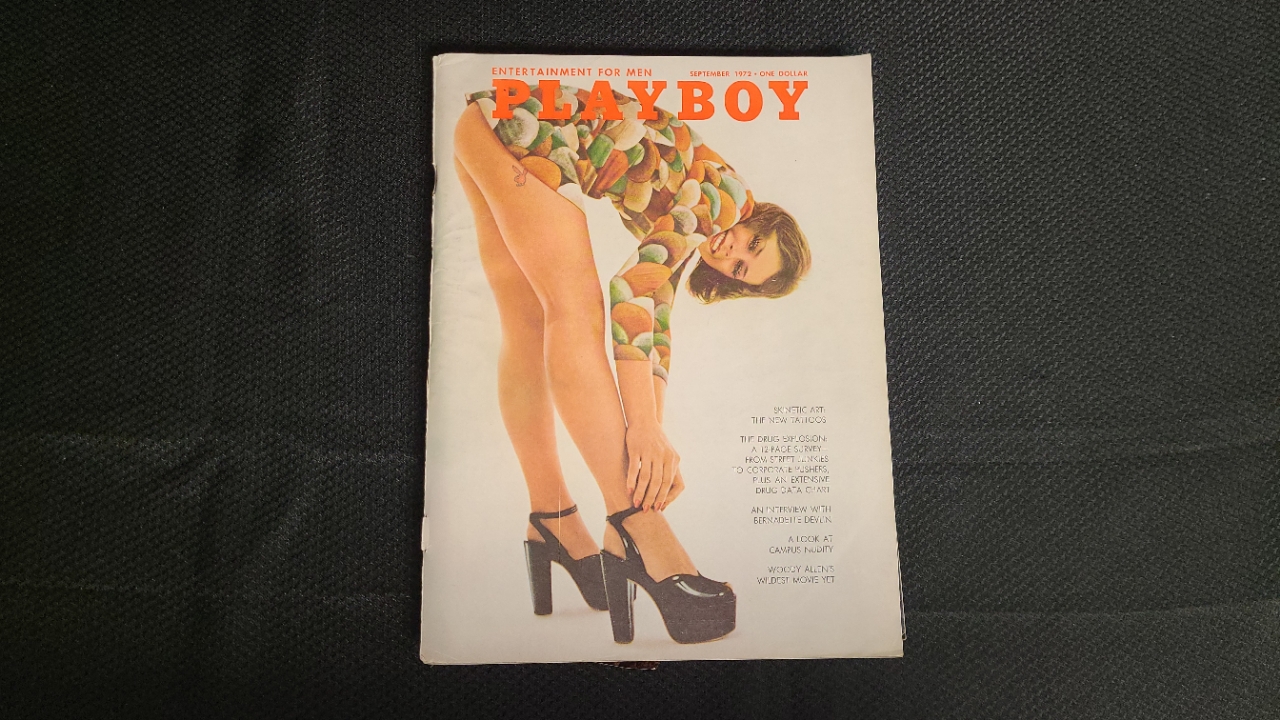 ENTERTAINMENT FOR MEN
SEPTEMBER 1972 • ONE DOLLAR
PLAYBOY
SKINETIC ART:
THE NEW TATTOOS
THE DRUG EXPLOSION:
A 12-PAGE SURVEY
FROM STREET JUNKIES
TO CORPORATE PUSHERS,
PLUS AN EXTENSIVE
DRUG DATA CHART
AN INTERVIEW WITH
BERNADETTE DEVLIN
A LOOK AT
CAMPUS NUDITY
WOODY ALLEN'S
WILDEST MOVIE YET